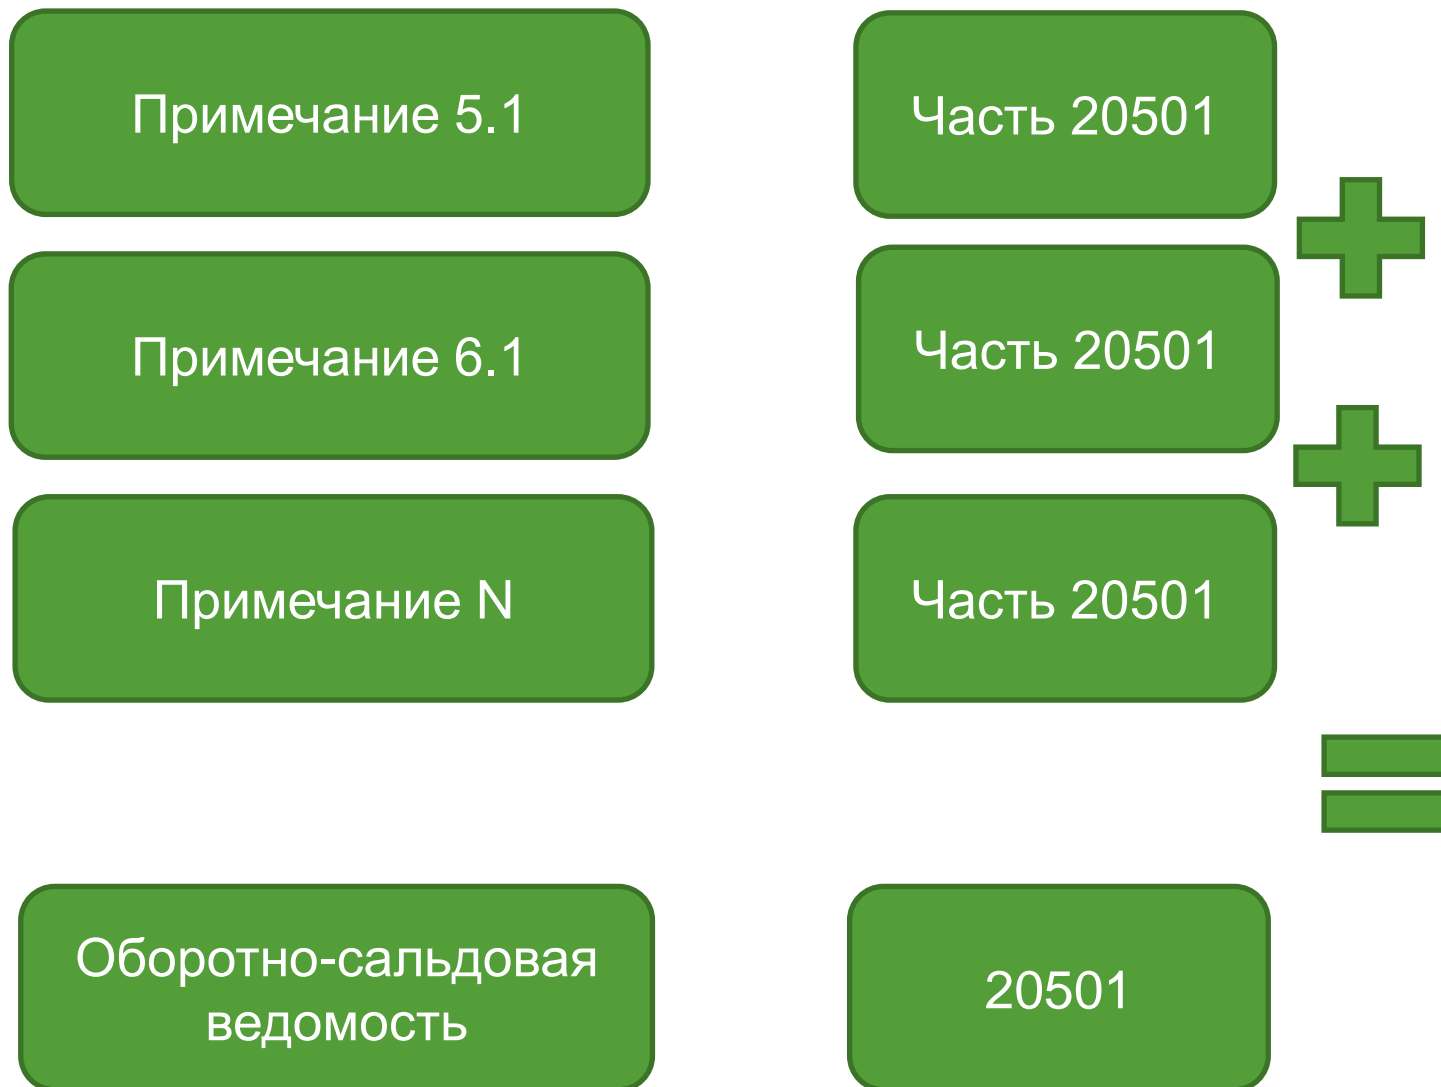 Примечание 5.1
Часть 20501
Примечание 6.1
Часть 20501
Примечание N
Часть 20501
Оборотно-сальдовая
ведомость
20501